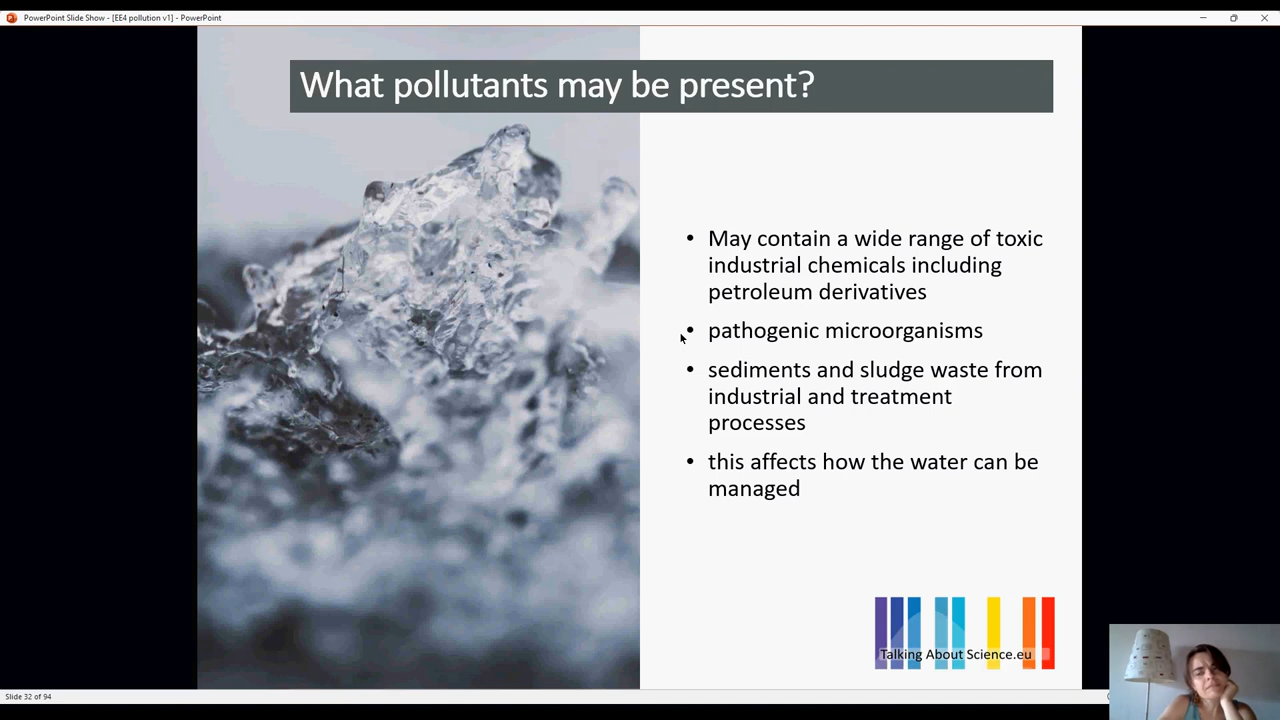 PowerPoint Slide Show - [EE4 pollution v1] - PowerPoint
What pollutants may be present?
• May contain a wide range of toxic
industrial chemicals including
petroleum derivatives
• pathogenic microorganisms
• sediments and sludge waste from
industrial and treatment
processes
• this affects how the water can be
managed
Talking About Science.eu
Slide 32 of 94